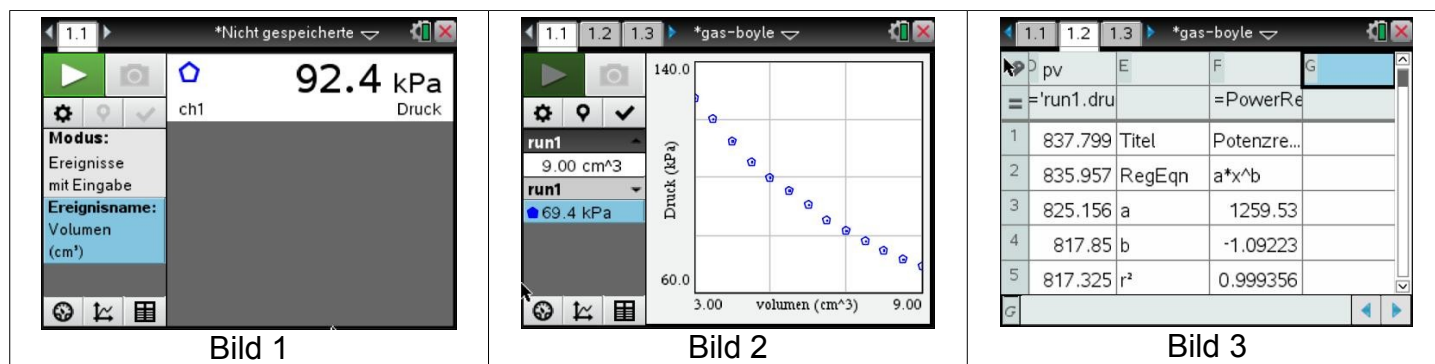 1.1 *Nicht gespeicherte
92.4 kPa
ch1 Druck
Modus:
Ereignisse
mit Eingabe
Ereignisname:
Volumen
(cm³)
Bild 1
1.1 1.2 1.3 *gas-boyle
run1
9.00 cm^3
run1
69.4 kPa
140.0
Druck (kPa)
60.0
3.00 volumen (cm^3) 9.00
Bild 2
1.1 1.2 1.3 *gas-boyle
D pv E F G
= ='run1.dru =PowerRe
1 837.799 Titel Potenzre...
2 835.957 RegEqn a*x^b
3 825.156 a 1259.53
4 817.85 b -1.09223
5 817.325 r² 0.999356
G
Bild 3